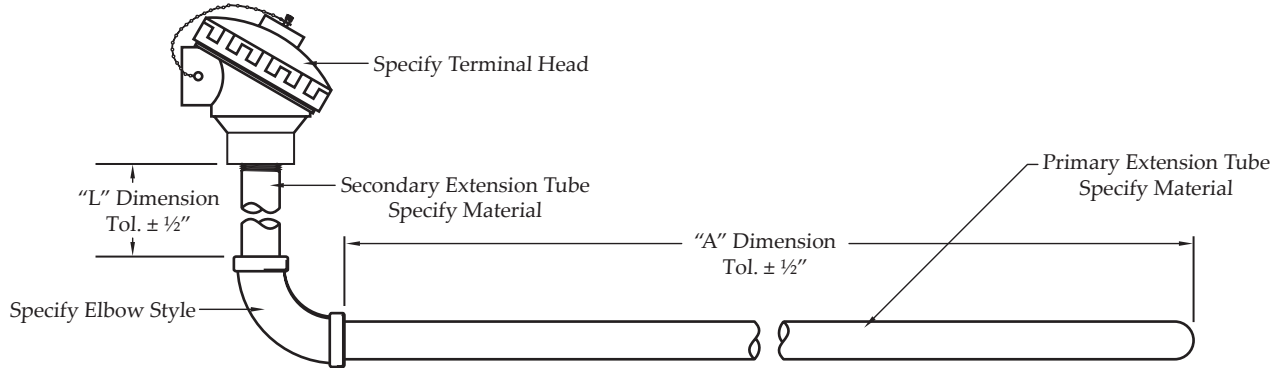 Specify Terminal Head
Primary Extension Tube
Specify Material
Secondary Extension Tube
Specify Material
“L” Dimension
Tol. ± ½”
“A” Dimension
Tol. ± ½”
Specify Elbow Style